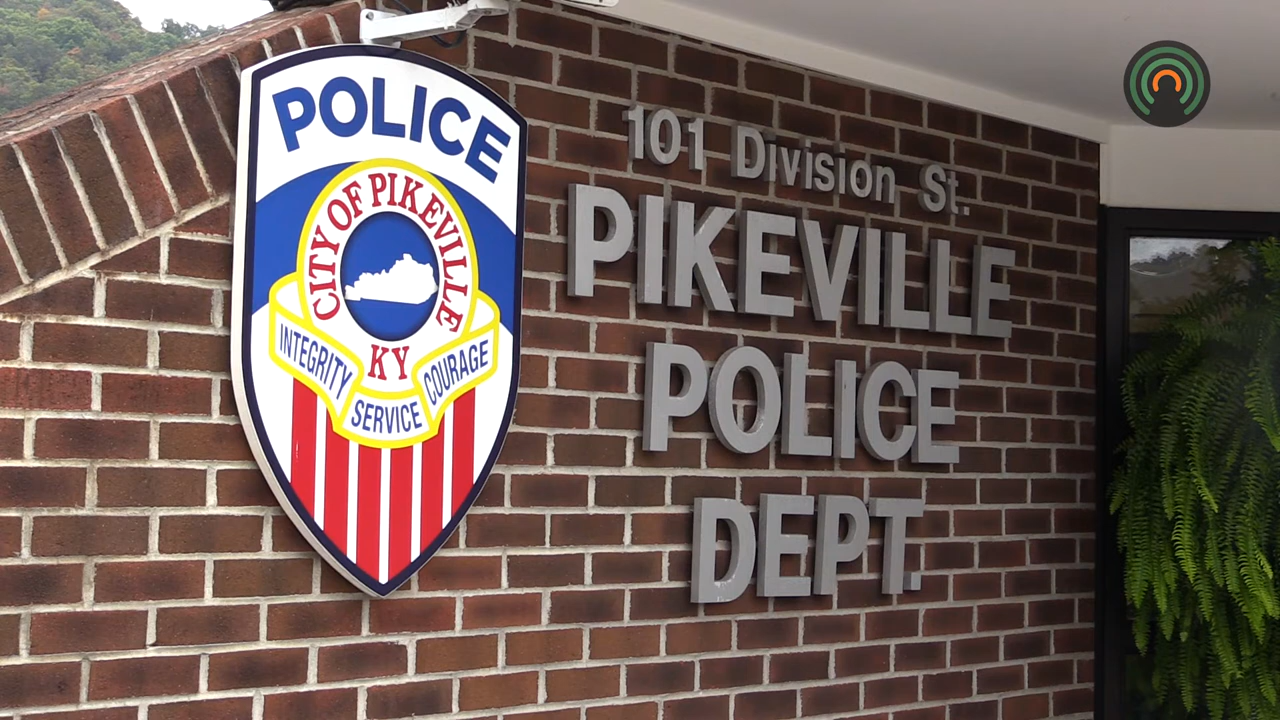 POLICE
CITY OF PIKEVILLE
KY
INTEGRITY
SERVICE
COURAGE
101 Division St.
PIKEVILLE
POLICE
DEPT.